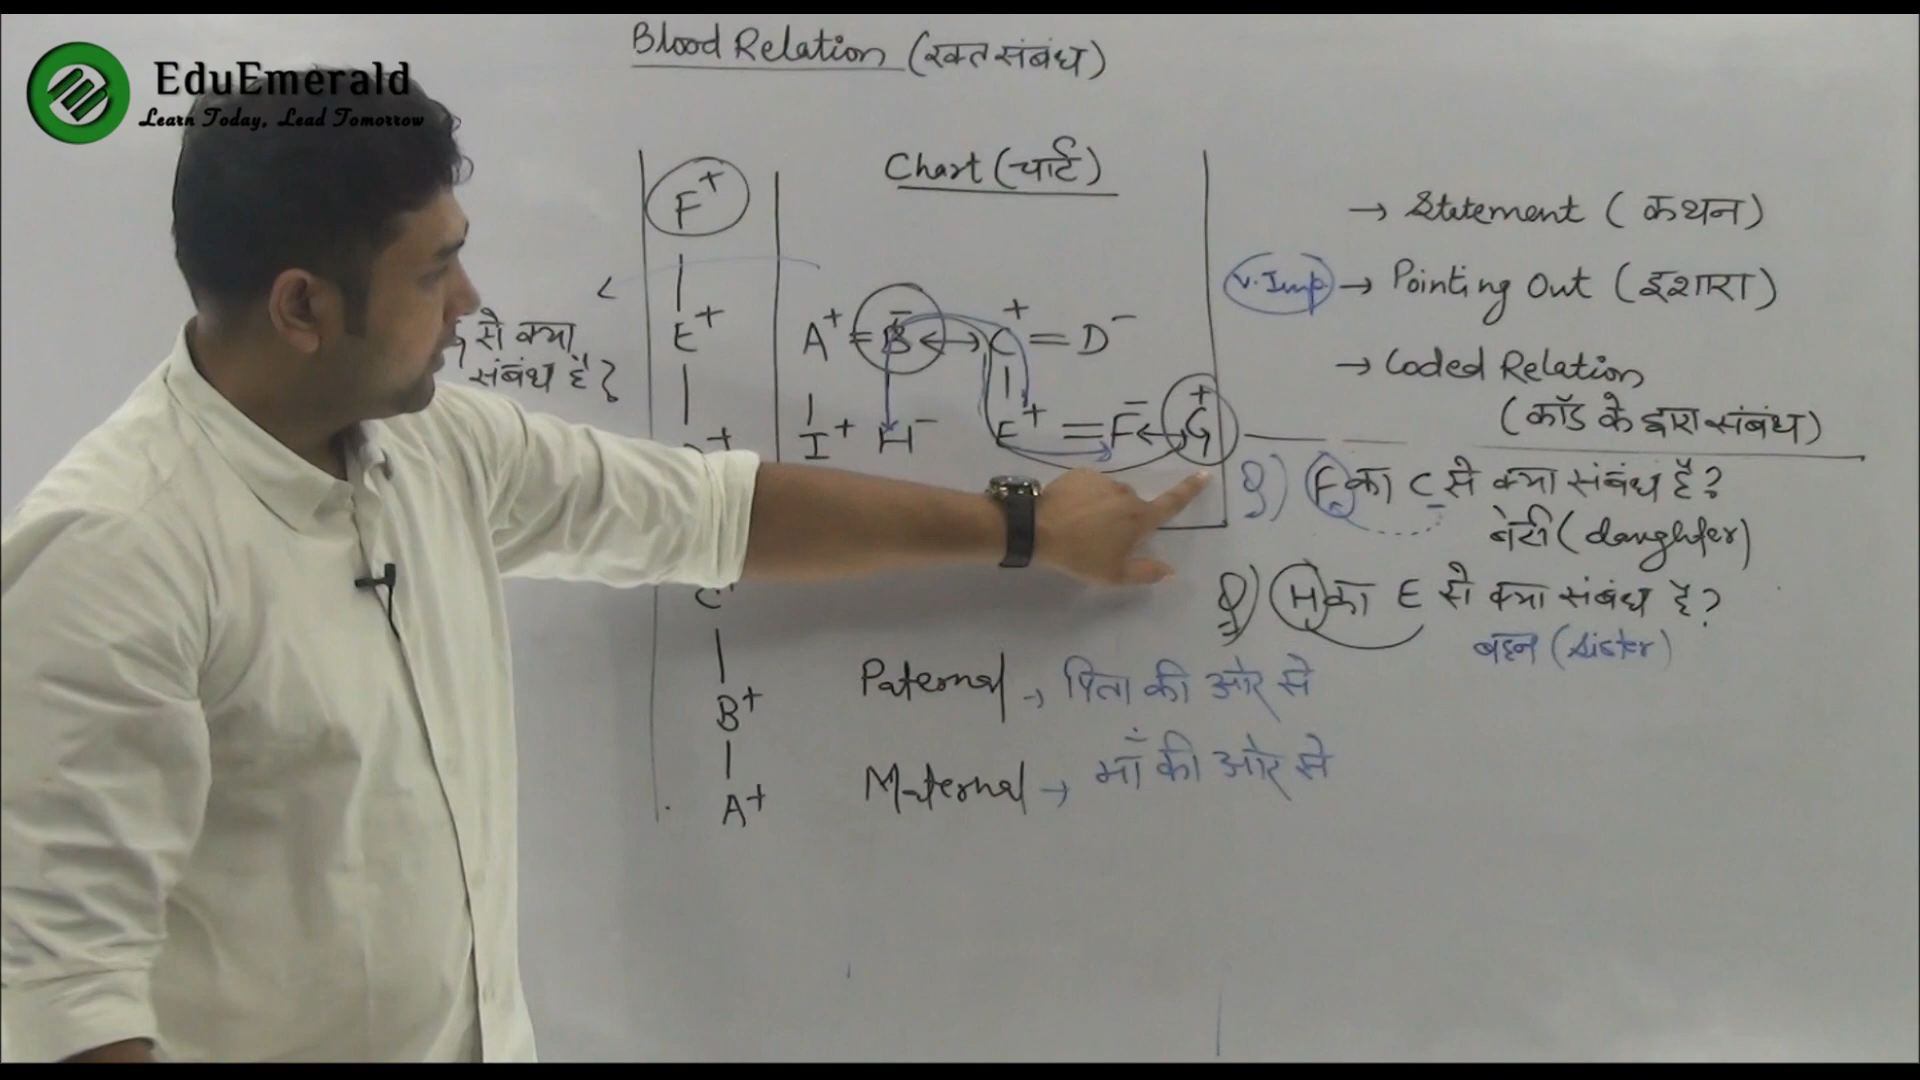 EduEmerald
Learn Today, Lead Tomorrow
Blood Relation (रक्त संबंध)
Chart (चार्ट)
F+
E+
C+
B+
A+
से क्या
संबंध है?
A+ = B- ↔ C+ = D-
I+ H- E+ = F- ↔ G+
→ Statement (कथन)
V. Imp → Pointing Out (इशारा)
→ Coded Relation
(कॉड के द्वारा संबंध)
Q) F का C से क्या संबंध है?
बेटी (daughter)
Q) H का E से क्या संबंध है?
बहन (sister)
Paternal → पिता की ओर से
Maternal → माँ की ओर से